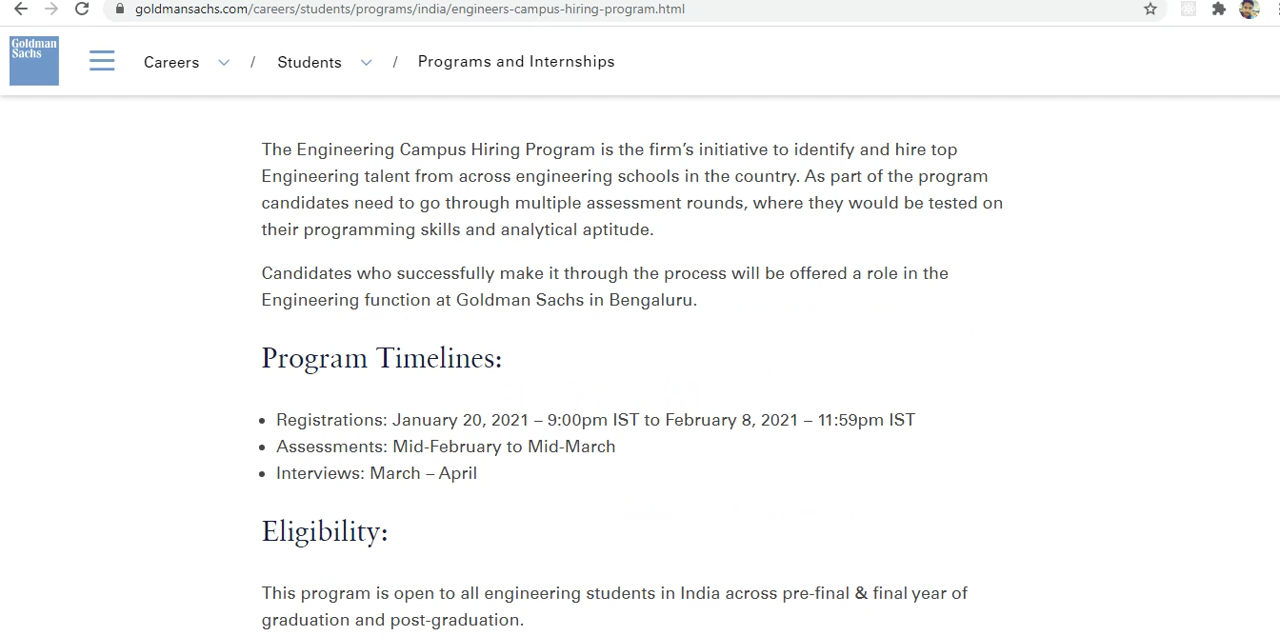 goldmansachs.com/careers/students/programs/india/engineers-campus-hiring-program.html
Goldman
Sachs
Careers / Students / Programs and Internships
The Engineering Campus Hiring Program is the firm's initiative to identify and hire top
Engineering talent from across engineering schools in the country. As part of the program
candidates need to go through multiple assessment rounds, where they would be tested on
their programming skills and analytical aptitude.
Candidates who successfully make it through the process will be offered a role in the
Engineering function at Goldman Sachs in Bengaluru.
Program Timelines:
• Registrations: January 20, 2021 – 9:00pm IST to February 8, 2021 – 11:59pm IST
• Assessments: Mid-February to Mid-March
• Interviews: March – April
Eligibility:
This program is open to all engineering students in India across pre-final & final year of
graduation and post-graduation.